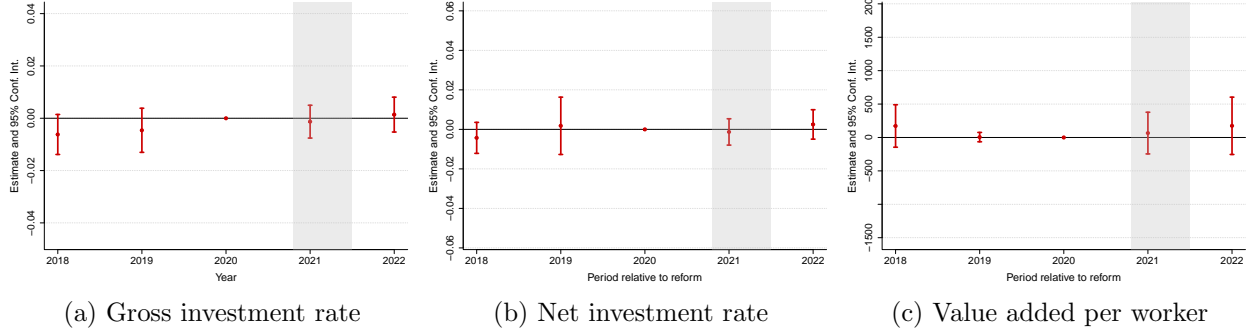 Estimate and 95% Conf. Int.
0.04
0.02
0.00
−0.02
−0.04
2018 2019 2020 2021 2022
Year
(a) Gross investment rate
Estimate and 95% Conf. Int.
0.06
0.04
0.02
0.00
−0.02
−0.04
−0.06
2018 2019 2020 2021 2022
Period relative to reform
(b) Net investment rate
Estimate and 95% Conf. Int.
2000
1500
1000
500
0
−500
−1500
2018 2019 2020 2021 2022
Period relative to reform
(c) Value added per worker